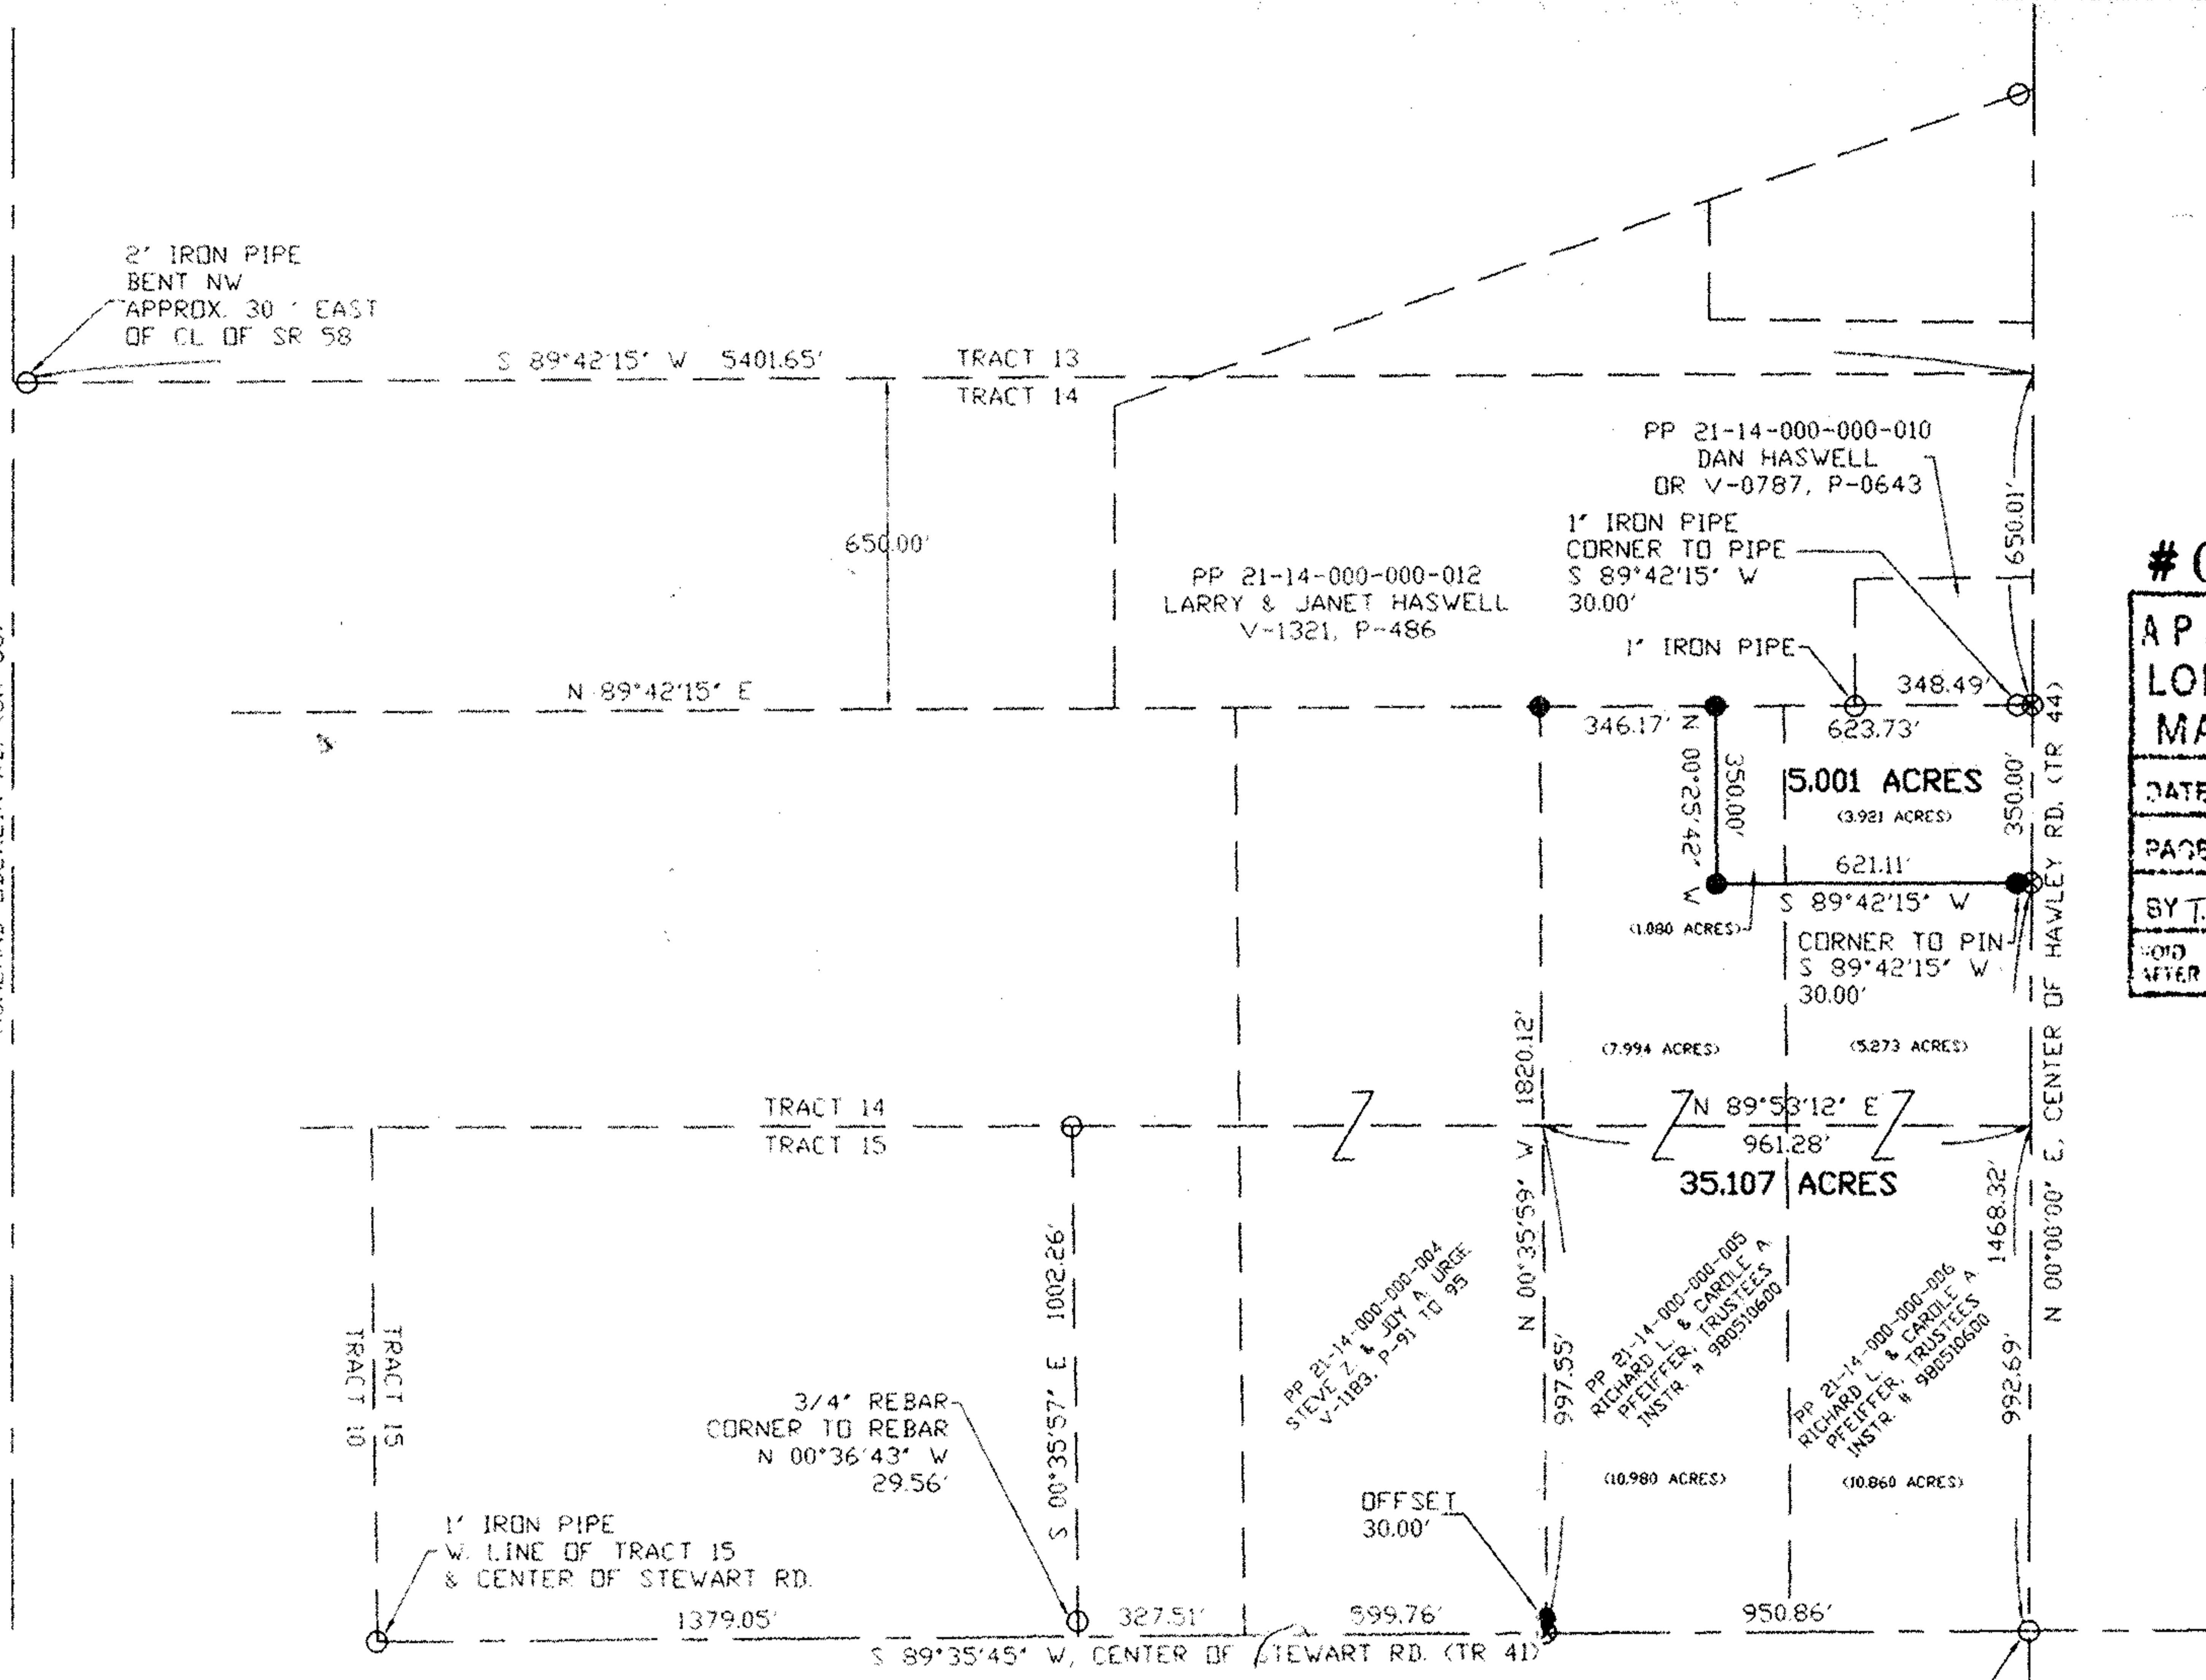 2" IRON PIPE
BENT NW
APPROX. 30 ' EAST
OF CL OF SR 58
S 89°42'15" W 5401.65'
TRACT 13
TRACT 14
650.00'
PP 21-14-000-000-010
DAN HASWELL
OR V-0787, P-0643
650.01'
1" IRON PIPE
CORNER TO PIPE
S 89°42'15" W
30.00'
PP 21-14-000-000-012
LARRY & JANET HASWELL
V-1321, P-486
1" IRON PIPE
N 89°42'15" E
348.49'
346.17'
623.73'
N 00°25'42" W
350.00'
5.001 ACRES
(3.921 ACRES)
350.00'
621.11'
S 89°42'15" W
(1.080 ACRES)
CORNER TO PIN
S 89°42'15" W
30.00'
N 00°00'00" E, CENTER OF HAWLEY RD. (TR 44)
DATE
PAGE
BY T.
VOID
AFTER
(7.994 ACRES)
(5.273 ACRES)
TRACT 14
TRACT 15
N 89°53'12" E
961.28'
35.107 ACRES
N 00°35'59" W 1820.12'
1468.32'
S 00°35'57" E 1002.26'
TRACT 15
TRACT 10
PP 21-14-000-000-004
STEVE Z. & JOY A. URGE
V-1183, P-91 TO 95
997.55'
PP 21-14-000-000-005
RICHARD L. & CAROLE A.
PFEIFFER, TRUSTEES
INSTR. # 980510600
PP 21-14-000-000-006
RICHARD L. & CAROLE A.
PFEIFFER, TRUSTEES
INSTR. # 980510600
992.69'
3/4" REBAR
CORNER TO REBAR
N 00°36'43" W
29.56'
(10.980 ACRES)
(10.860 ACRES)
OFFSET
30.00'
1" IRON PIPE
W. LINE OF TRACT 15
& CENTER OF STEWART RD.
1379.05'
327.51'
599.76'
950.86'
S 89°35'45" W, CENTER OF STEWART RD. (TR 41)